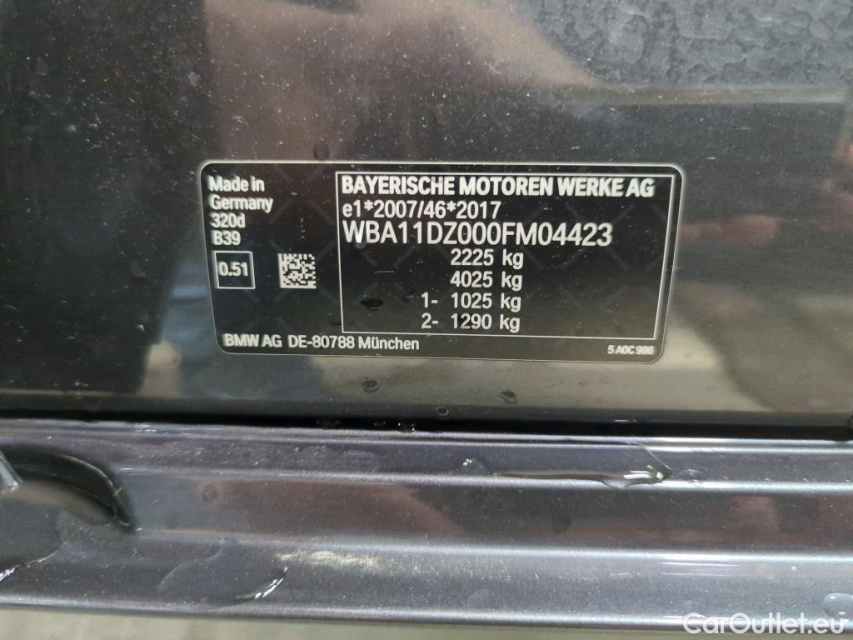 Made in
Germany
320d
B39
0.51
BAYERISCHE MOTOREN WERKE AG
e1*2007/46*2017
WBA11DZ000FM04423
2225 kg
4025 kg
1- 1025 kg
2- 1290 kg
BMW AG DE-80788 München
5 A0C 986
CarOutlet.eu